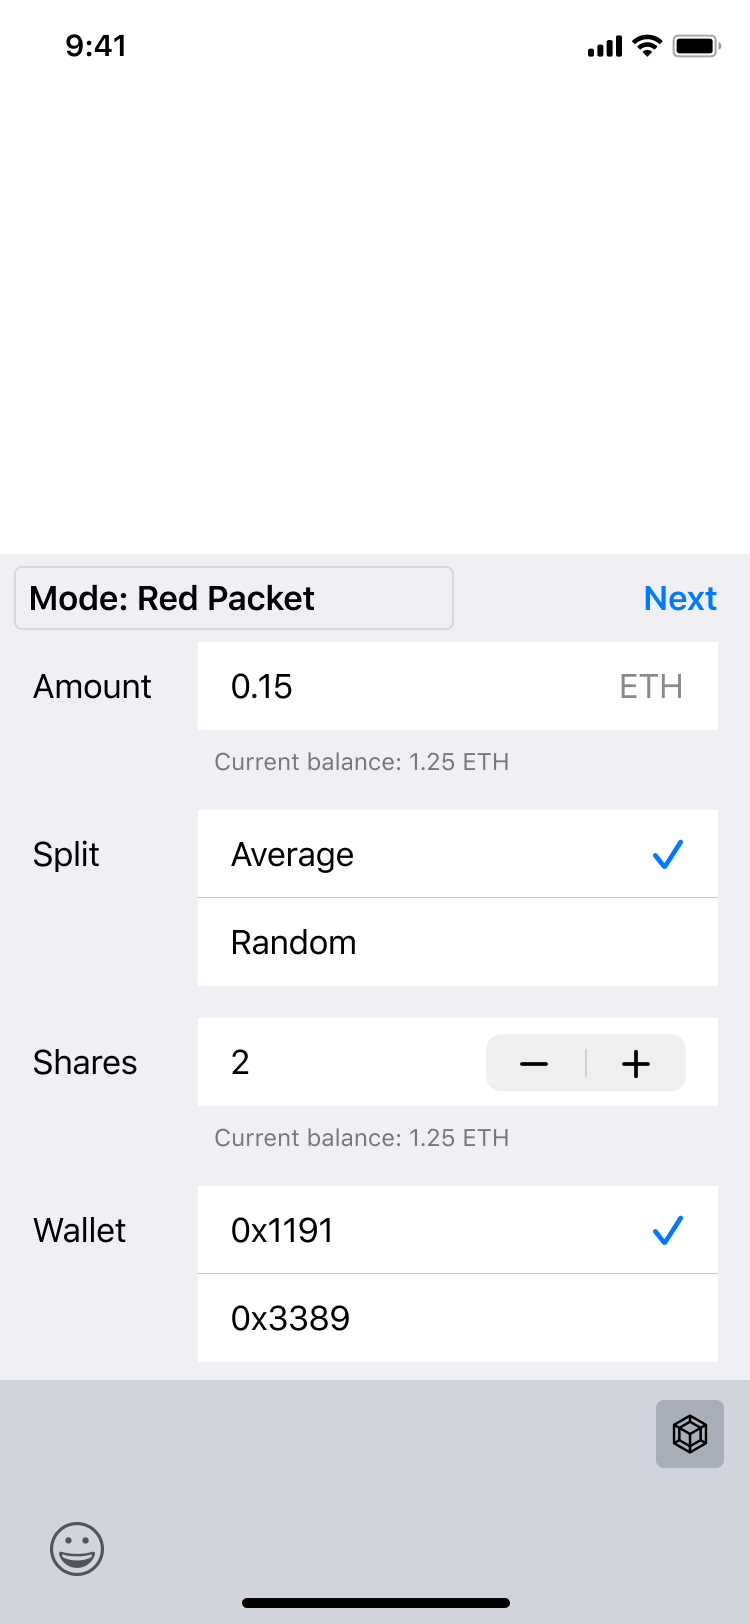 9:41
Mode: Red Packet
Next
Amount
0.15
ETH
Current balance: 1.25 ETH
Split
Average
Random
Shares
2
Current balance: 1.25 ETH
Wallet
0x1191
0x3389